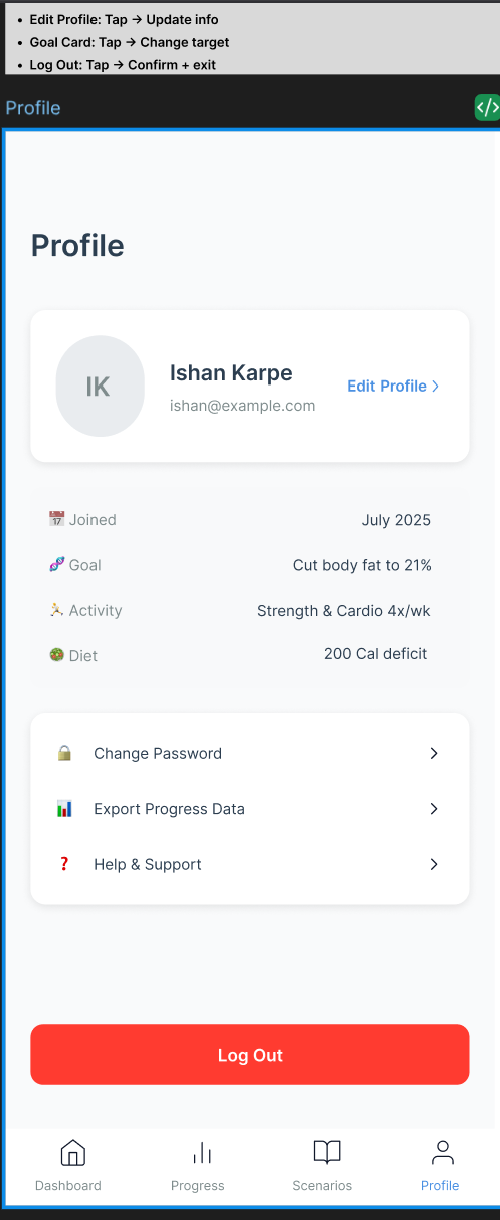 • Edit Profile: Tap → Update info
• Goal Card: Tap → Change target
• Log Out: Tap → Confirm + exit
Profile
</>
Profile
IK
Ishan Karpe
ishan@example.com
Edit Profile >
📅 Joined July 2025
🧬 Goal Cut body fat to 21%
Activity Strength & Cardio 4x/wk
🥗 Diet 200 Cal deficit
🔒 Change Password >
📊 Export Progress Data >
❓ Help & Support >
Log Out
Dashboard Progress Scenarios Profile